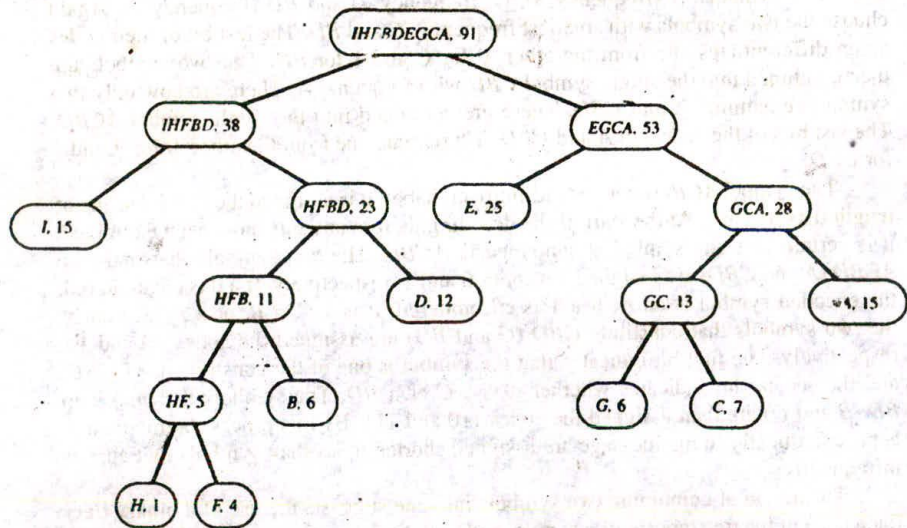 IHFBDEGCA, 91
IHFBD, 38
EGCA, 53
I, 15
HFBD, 23
E, 25
GCA, 28
HFB, 11
D, 12
GC, 13
A, 15
HF, 5
B, 6
G, 6
C, 7
H, 1
F, 4